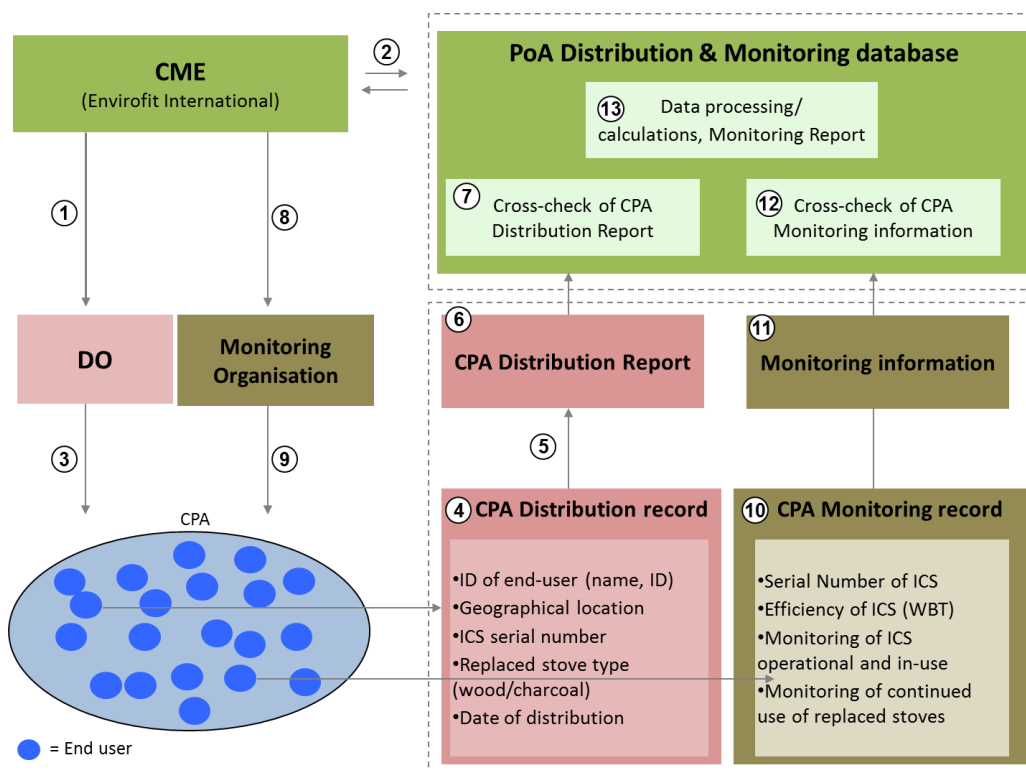 CME
(Envirofit International)
2
PoA Distribution & Monitoring database
13
Data processing/
calculations, Monitoring Report
7
Cross-check of CPA
Distribution Report
12
Cross-check of CPA
Monitoring information
1
8
DO
Monitoring
Organisation
6
CPA Distribution Report
11
Monitoring information
3
9
5
CPA
= End user
4
CPA Distribution record
•ID of end-user (name, ID)
•Geographical location
•ICS serial number
•Replaced stove type
(wood/charcoal)
•Date of distribution
10
CPA Monitoring record
•Serial Number of ICS
•Efficiency of ICS (WBT)
•Monitoring of ICS
operational and in-use
•Monitoring of continued
use of replaced stoves